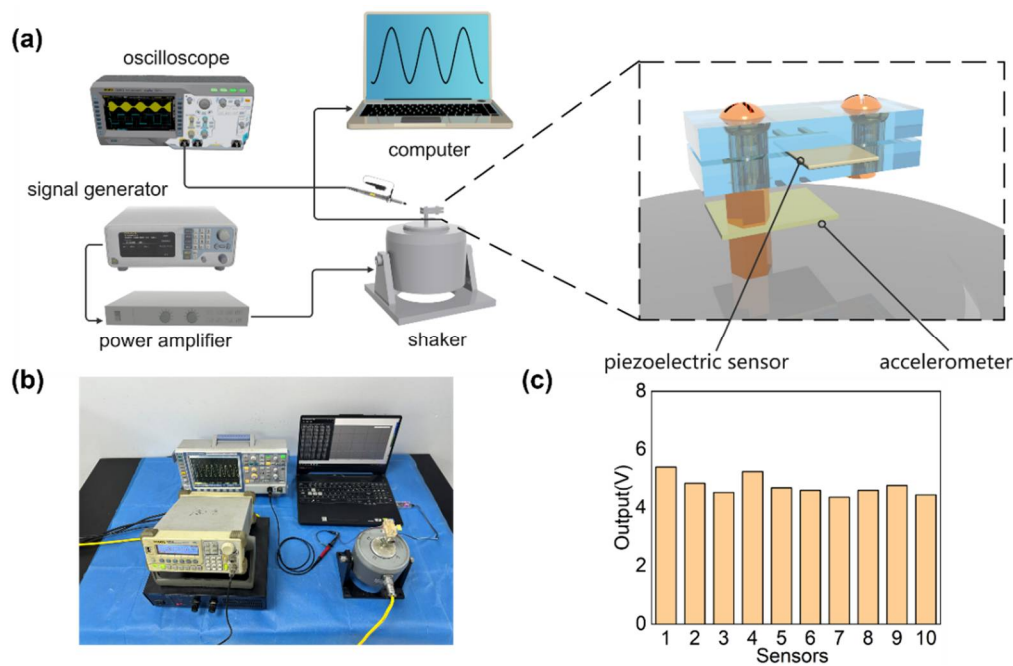 (a)
oscilloscope
computer
signal generator
power amplifier
shaker
piezoelectric sensor
accelerometer
(b)
(c)
8
6
4
2
0
Output(V)
1 2 3 4 5 6 7 8 9 10
Sensors